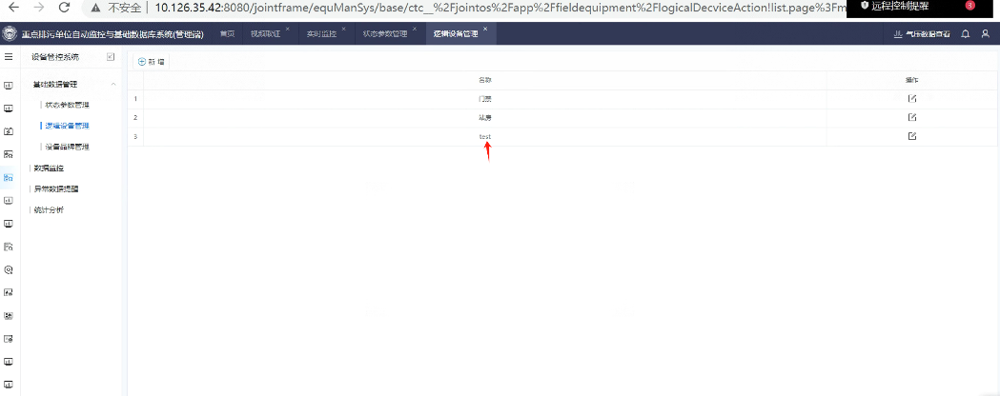 不安全 10.126.35.42:8080/jointframe/equManSys/base/ctc__%2Fjointos%2Fapp%2Ffieldequipment%2FlogicalDecviceAction!list.page%3Fm
远程控制提醒 3
重点排污单位自动监控与基础数据库系统(管理端) 首页 视频取证 × 实时监控 × 状态参数管理 × 逻辑设备管理 × 气压数据查看
设备管控系统
基础数据管理
状态参数管理
逻辑设备管理
设备品牌管理
数据监控
异常数据提醒
统计分析
新增
名称 操作
1 门禁
2 站房
3 test